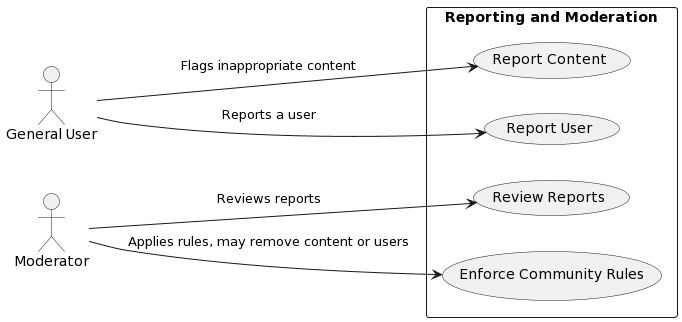 Reporting and Moderation
Flags inappropriate content
Report Content
General User
Reports a user
Report User
Reviews reports
Review Reports
Moderator
Applies rules, may remove content or users
Enforce Community Rules